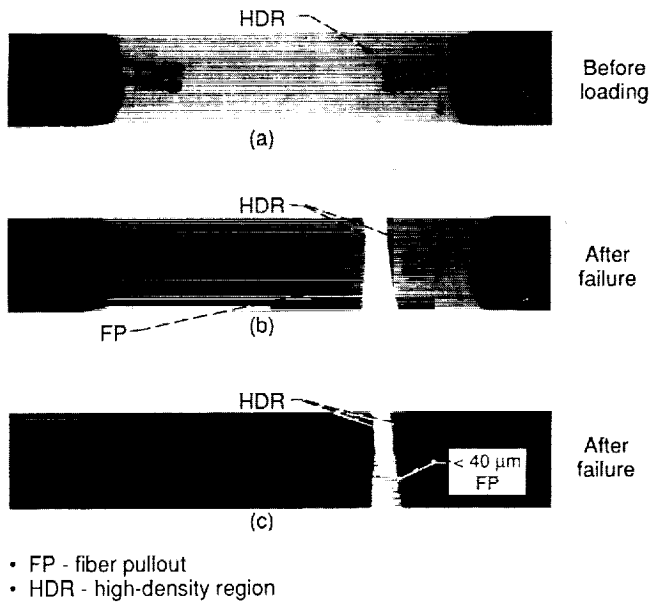 HDR
Before
loading
(a)
HDR
After
failure
FP
(b)
HDR
After
failure
< 40 µm
FP
(c)
• FP - fiber pullout
• HDR - high-density region